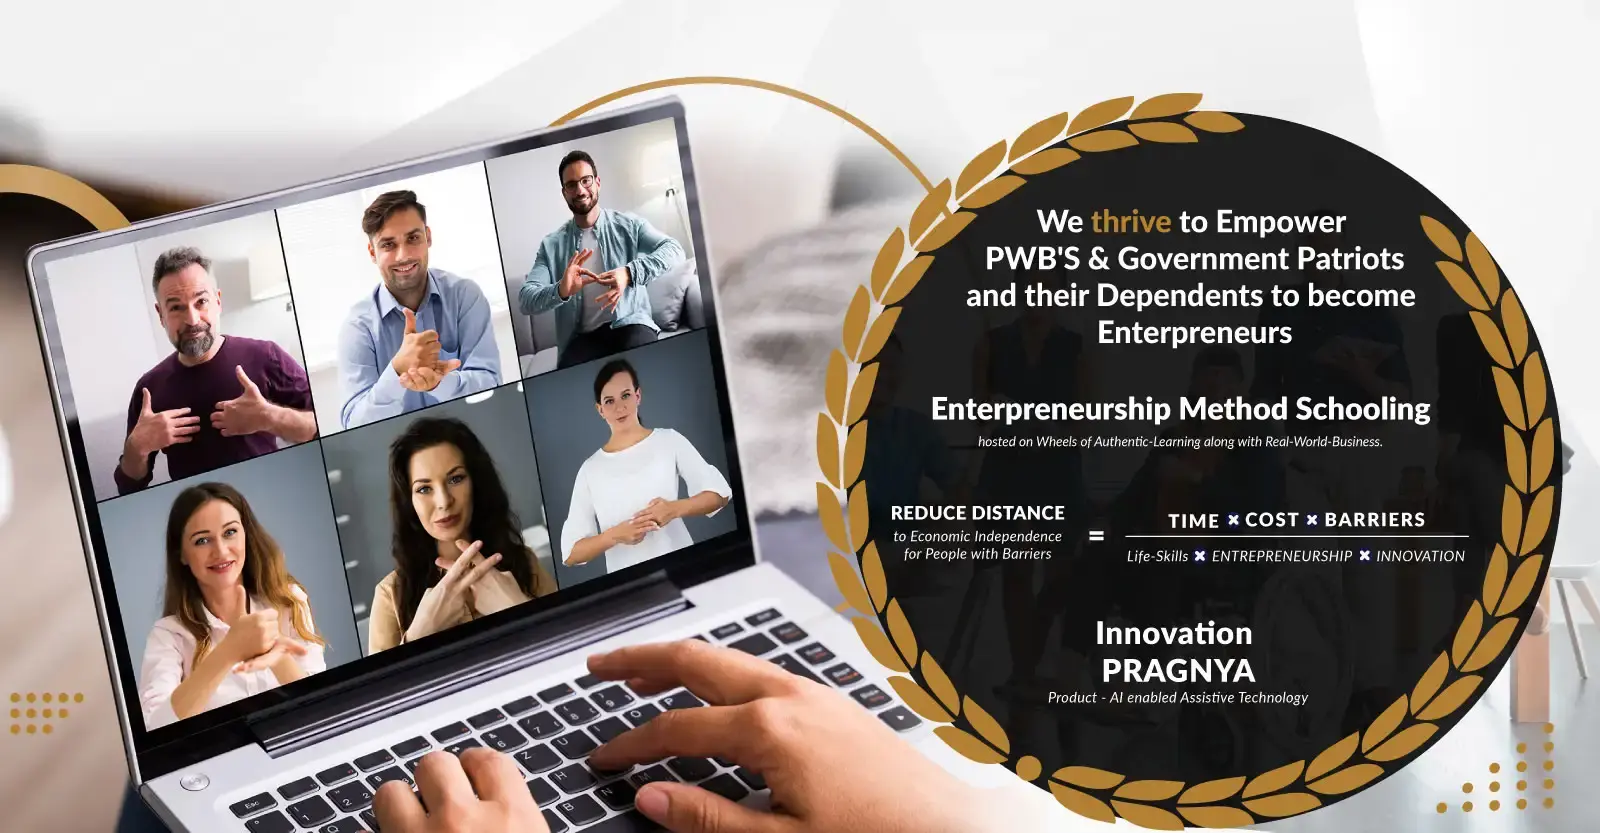 We thrive to Empower
PWB'S & Government Patriots
and their Dependents to become
Enterpreneurs
Enterpreneurship Method Schooling
hosted on Wheels of Authentic-Learning along with Real-World-Business.
REDUCE DISTANCE
to Economic Independence
for People with Barriers
=
TIME × COST × BARRIERS
Life-Skills × ENTREPRENEURSHIP × INNOVATION
Innovation
PRAGNYA
Product - AI enabled Assistive Technology